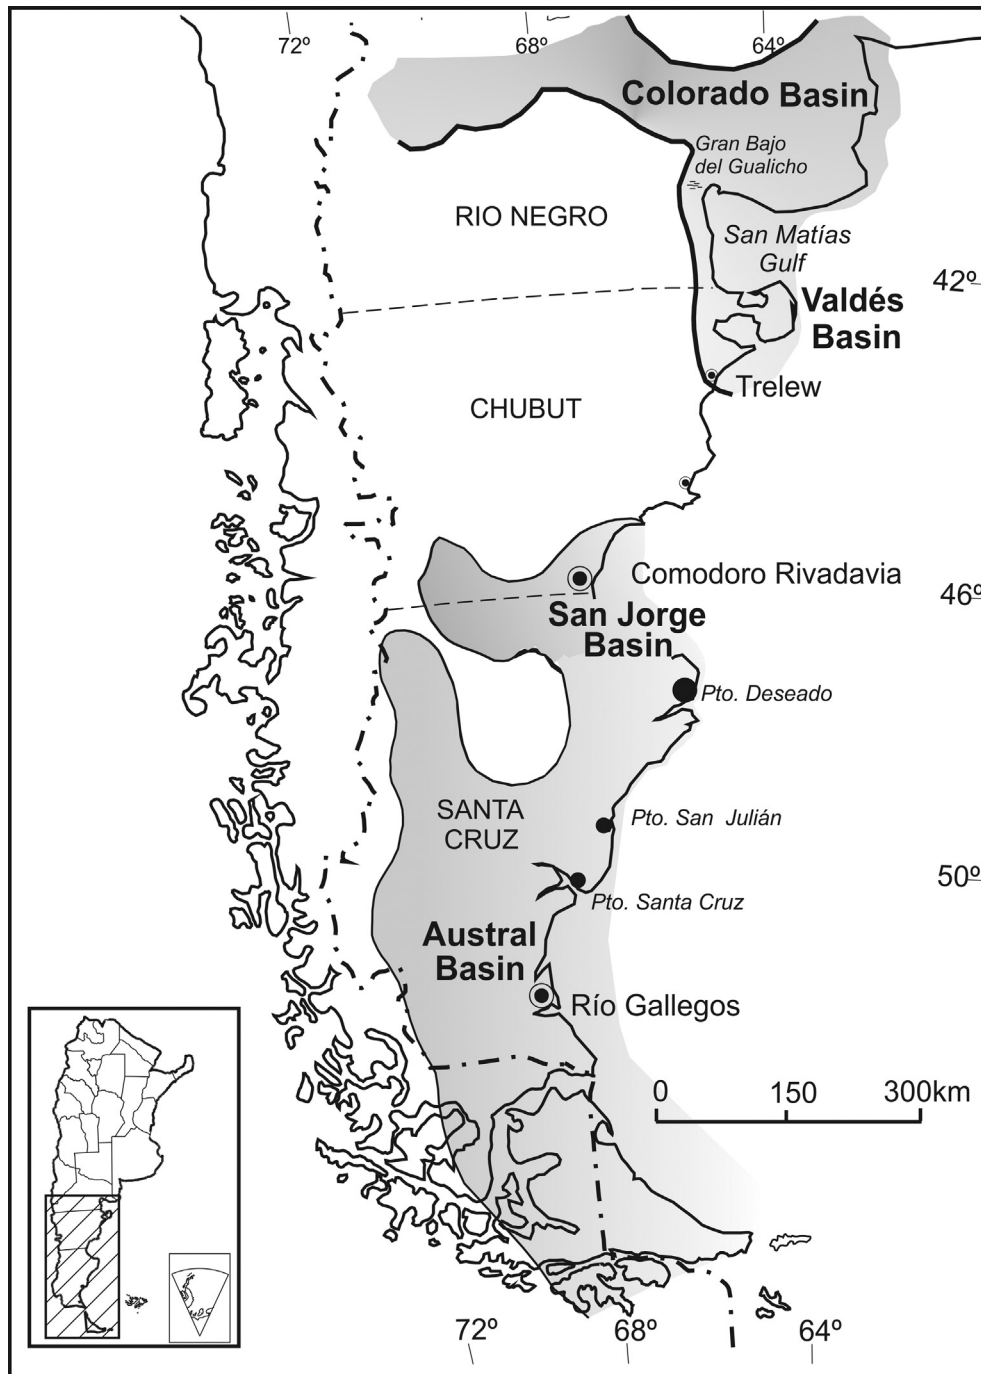 72º
68º
64º
Colorado Basin
Gran Bajo
del Gualicho
RIO NEGRO
San Matías
Gulf
42º
Valdés
Basin
Trelew
CHUBUT
Comodoro Rivadavia
46º
San Jorge
Basin
Pto. Deseado
SANTA
CRUZ
Pto. San Julián
50º
Pto. Santa Cruz
Austral
Basin
Río Gallegos
0 150 300km
72º
68º
64º